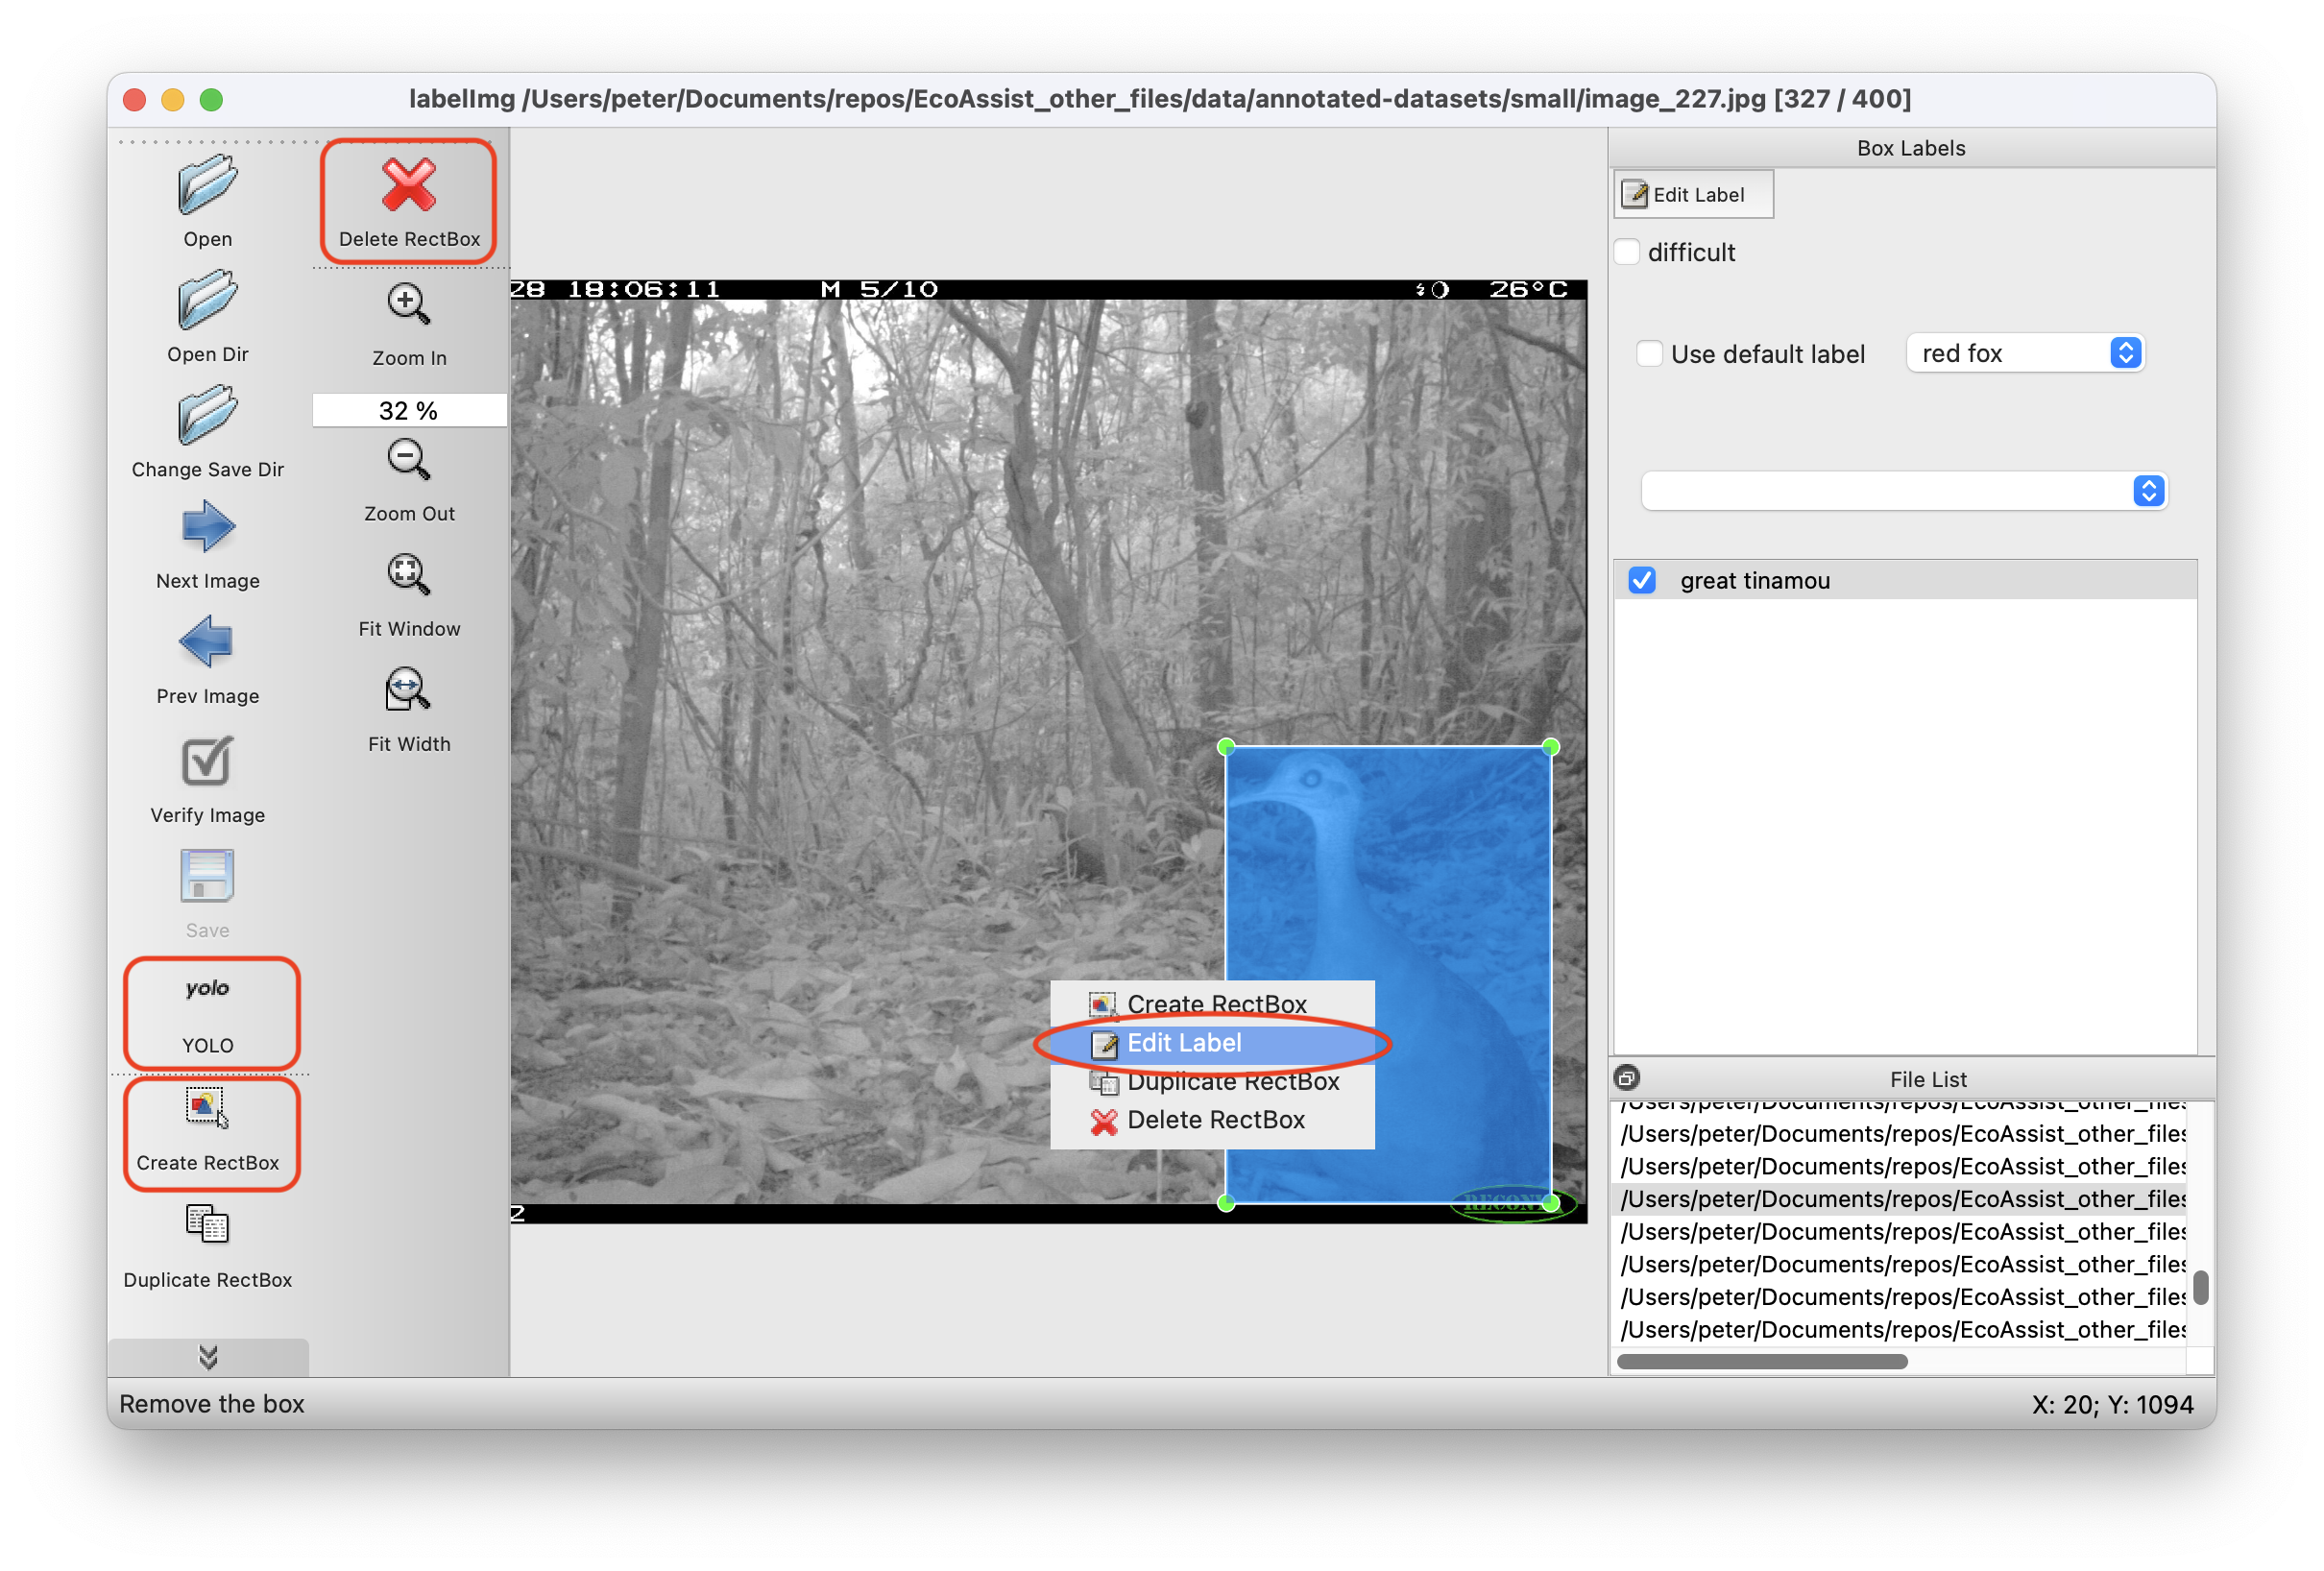 labelImg /Users/peter/Documents/repos/EcoAssist_other_files/data/annotated-datasets/small/image_227.jpg [327 / 400]
Open
Open Dir
Change Save Dir
Next Image
Prev Image
Verify Image
Save
yolo
YOLO
Create RectBox
Duplicate RectBox
Delete RectBox
Zoom In
32 %
Zoom Out
Fit Window
Fit Width
28 18:06:11 M 5/10 26°C
Create RectBox
Edit Label
Duplicate RectBox
Delete RectBox
2
RECONYX
Box Labels
Edit Label
difficult
Use default label
red fox
great tinamou
File List
/Users/peter/Documents/repos/EcoAssist_other_files
/Users/peter/Documents/repos/EcoAssist_other_files
/Users/peter/Documents/repos/EcoAssist_other_files
/Users/peter/Documents/repos/EcoAssist_other_files
/Users/peter/Documents/repos/EcoAssist_other_files
/Users/peter/Documents/repos/EcoAssist_other_files
/Users/peter/Documents/repos/EcoAssist_other_files
/Users/peter/Documents/repos/EcoAssist_other_files
Remove the box
X: 20; Y: 1094